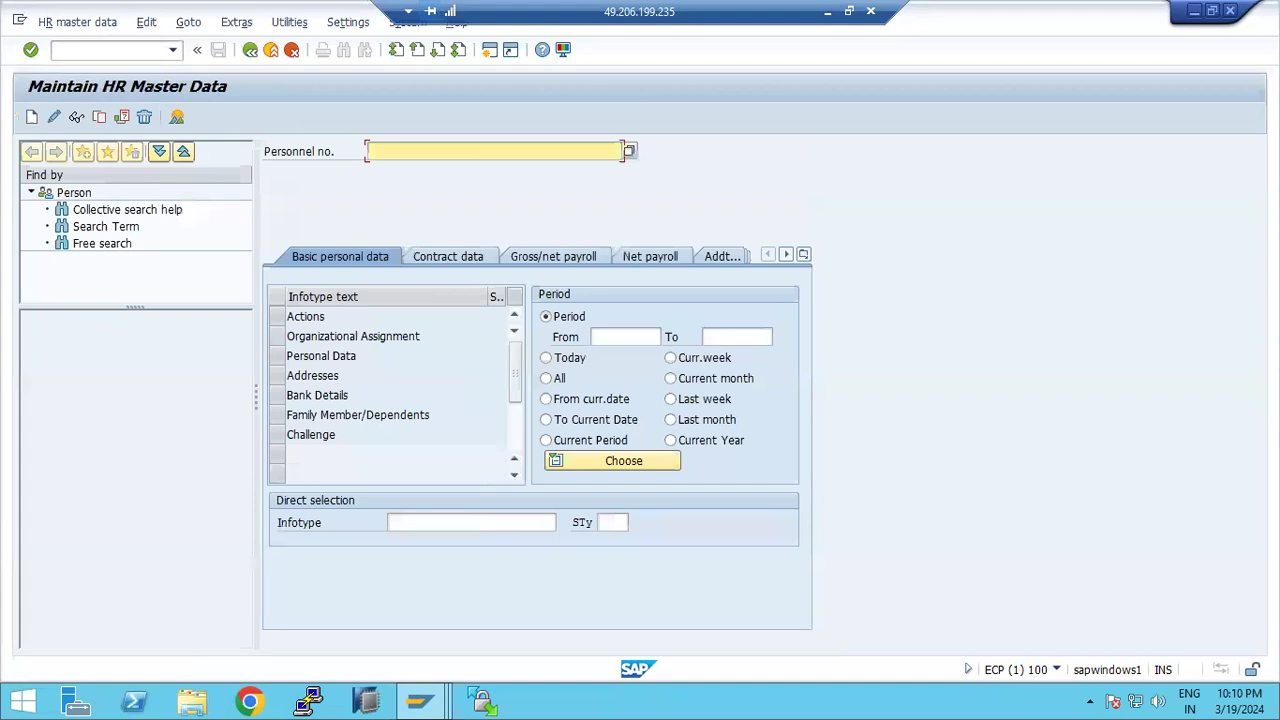 49.206.199.235
HR master data Edit Goto Extras Utilities Settings System Help
Maintain HR Master Data
Personnel no.
Find by
Person
Collective search help
Search Term
Free search
Basic personal data Contract data Gross/net payroll Net payroll Addt...
Infotype text S..
Actions
Organizational Assignment
Personal Data
Addresses
Bank Details
Family Member/Dependents
Challenge
Period
Period
From To
Today Curr.week
All Current month
From curr.date Last week
To Current Date Last month
Current Period Current Year
Choose
Direct selection
Infotype STy
SAP
ECP (1) 100 sapwindows1 INS
ENG 10:10 PM
IN 3/19/2024